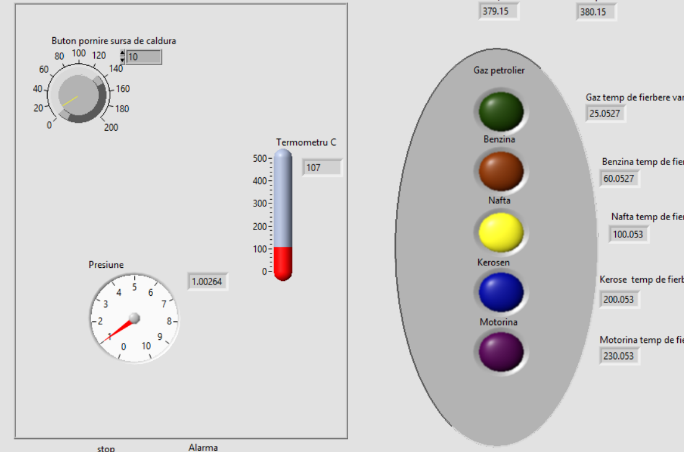 379.15
380.15
Buton pornire sursa de caldura
10
0
20
40
60
80
100
120
140
160
180
200
Termometru C
107
500
400
300
200
100
0
Presiune
1.00264
0
1
2
3
4
5
6
7
8
9
10
stop
Alarma
Gaz petrolier
Benzina
Nafta
Kerosen
Motorina
Gaz temp de fierbere var
25.0527
Benzina temp de fier
60.0527
Nafta temp de fier
100.053
Kerose temp de fierb
200.053
Motorina temp de fie
230.053